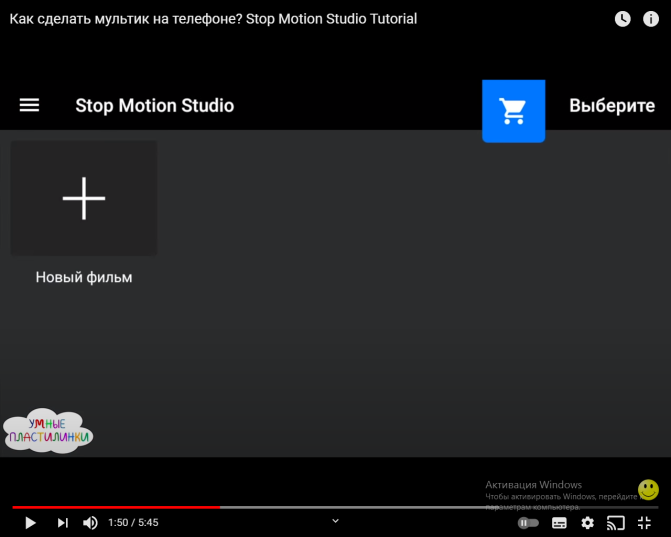 Как сделать мультик на телефоне? Stop Motion Studio Tutorial
Stop Motion Studio
Выберите
Новый фильм
УМНЫЕ
ПЛАСТИЛИНКИ
Активация Windows
Чтобы активировать Windows, перейдите к
параметрам компьютера.
1:50 / 5:45